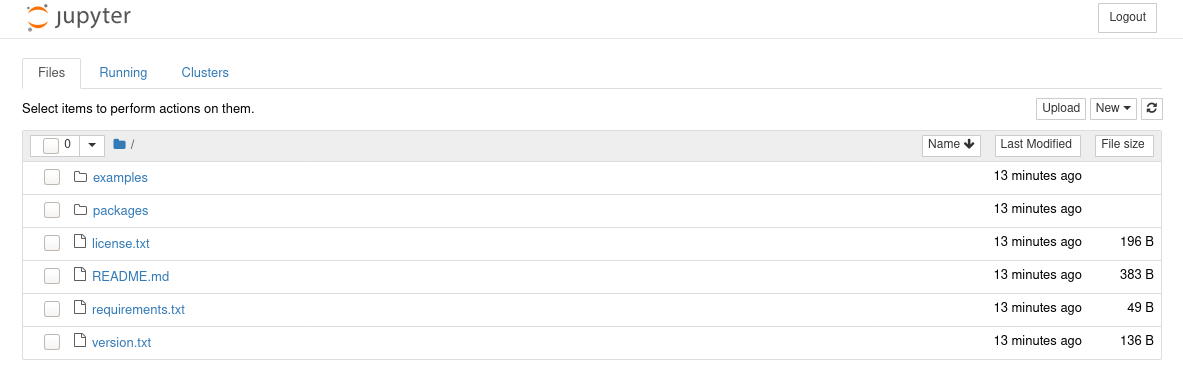 jupyter
Logout
Files Running Clusters
Select items to perform actions on them. Upload New
0 / Name Last Modified File size
examples 13 minutes ago
packages 13 minutes ago
license.txt 13 minutes ago 196 B
README.md 13 minutes ago 383 B
requirements.txt 13 minutes ago 49 B
version.txt 13 minutes ago 136 B